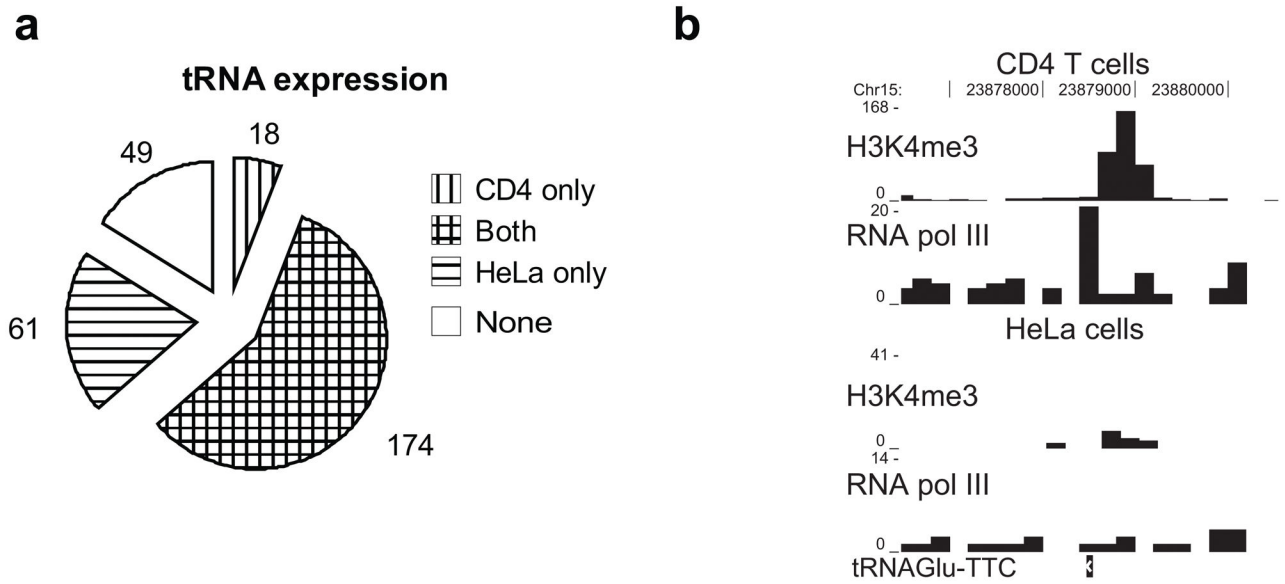 a
tRNA expression
18
49
61
174
CD4 only
Both
HeLa only
None
b
CD4 T cells
Chr15: | 23878000| 23879000| 23880000|
168 -
H3K4me3
0 _
20 -
RNA pol III
0 _
HeLa cells
41 -
H3K4me3
0 _
14 -
RNA pol III
0 _
tRNAGlu-TTC